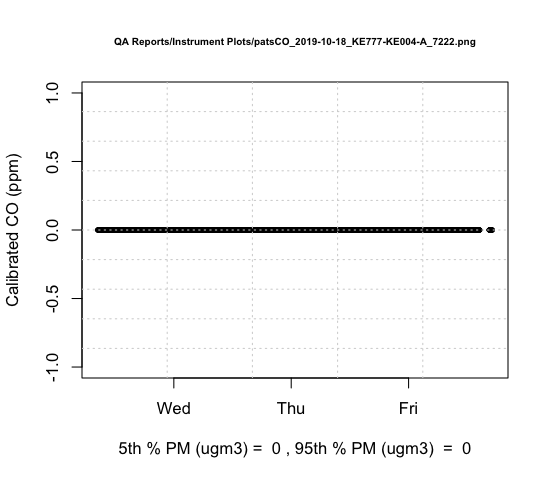 QA Reports/Instrument Plots/patsCO_2019-10-18_KE777-KE004-A_7222.png
Calibrated CO (ppm)
1.0
0.5
0.0
-0.5
-1.0
Wed Thu Fri
5th % PM (ugm3) =  0 , 95th % PM (ugm3)  =  0